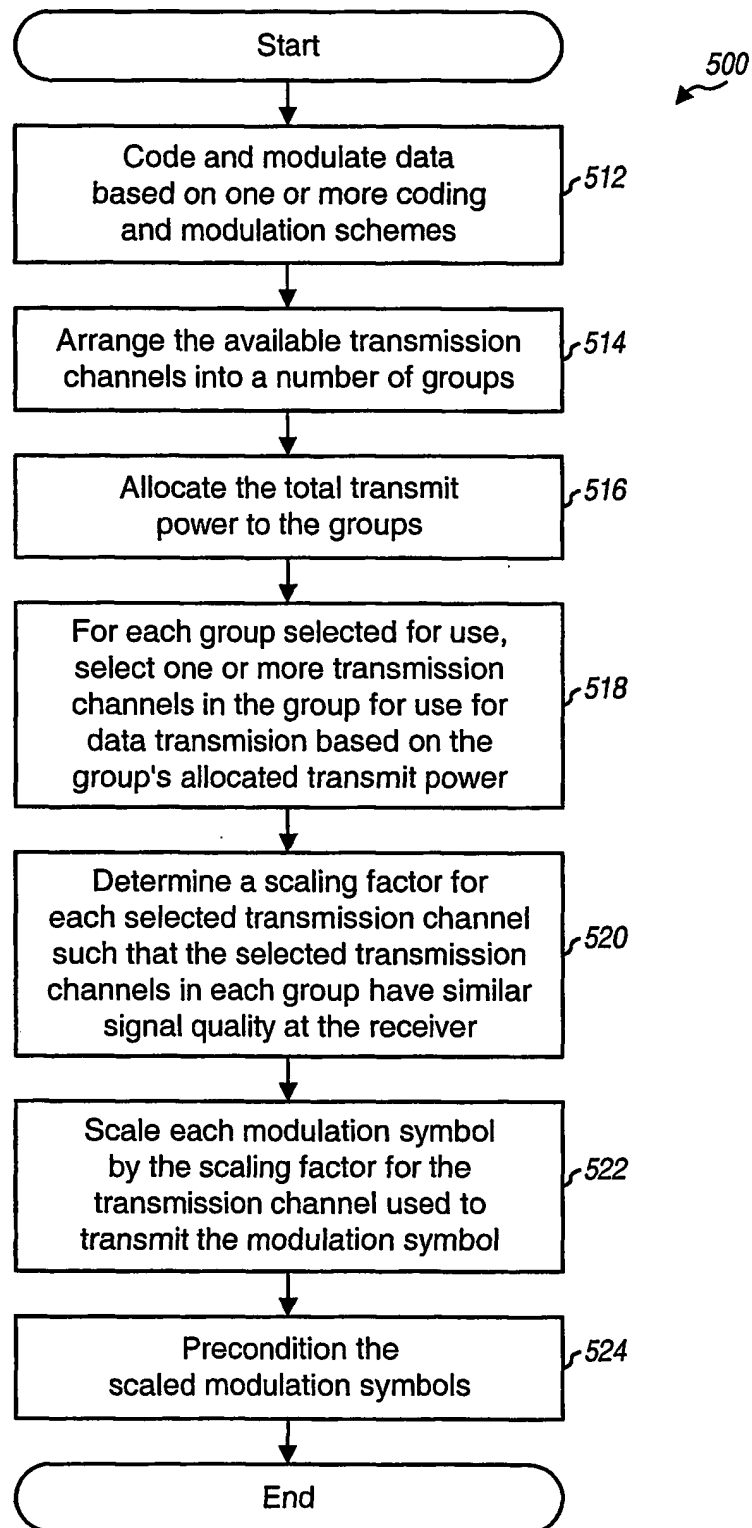 Start
500
Code and modulate data
based on one or more coding
and modulation schemes
512
Arrange the available transmission
channels into a number of groups
514
Allocate the total transmit
power to the groups
516
For each group selected for use,
select one or more transmission
channels in the group for use for
data transmision based on the
group's allocated transmit power
518
Determine a scaling factor for
each selected transmission channel
such that the selected transmission
channels in each group have similar
signal quality at the receiver
520
Scale each modulation symbol
by the scaling factor for the
transmission channel used to
transmit the modulation symbol
522
Precondition the
scaled modulation symbols
524
End